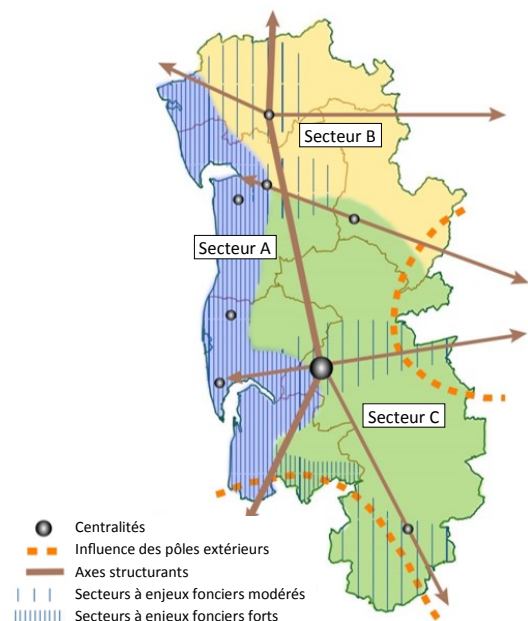 Secteur B
Secteur A
Secteur C
Centralités
Influence des pôles extérieurs
Axes structurants
Secteurs à enjeux fonciers modérés
Secteurs à enjeux fonciers forts